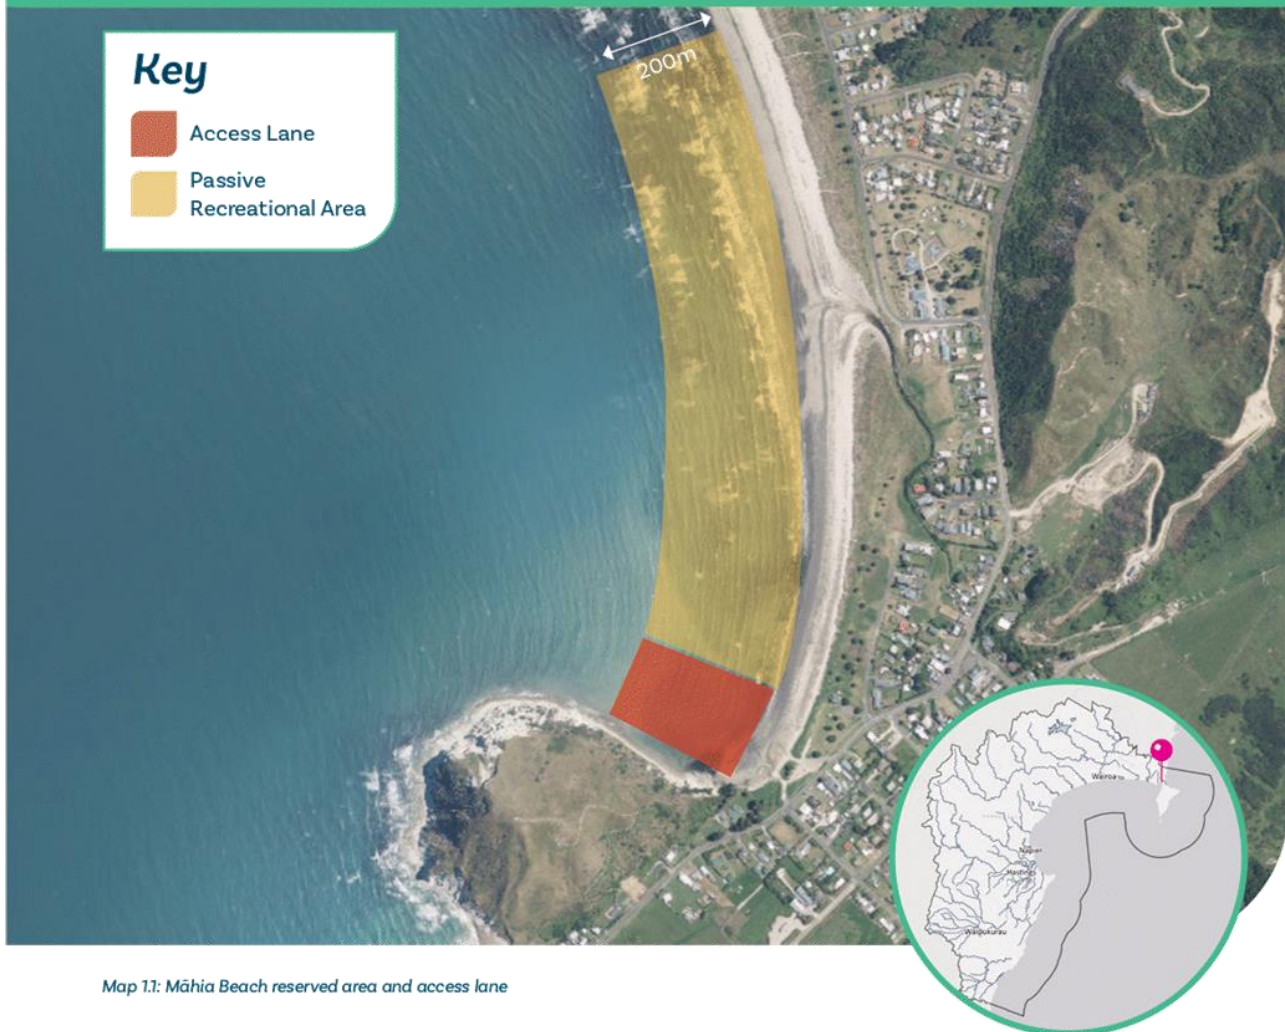 Key
Access Lane
Passive
Recreational Area
200m
Wairoa
Napier
Hastings
Waipukurau
Map 1.1: Māhia Beach reserved area and access lane